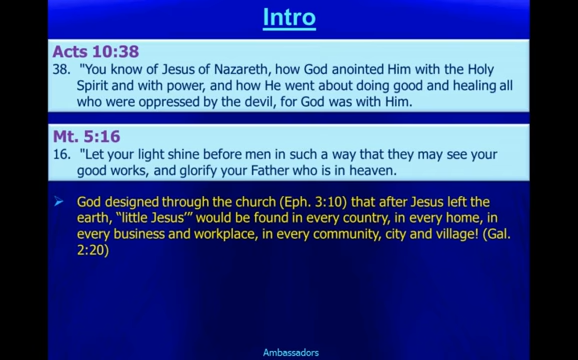 Intro
Acts 10:38
38. "You know of Jesus of Nazareth, how God anointed Him with the Holy
Spirit and with power, and how He went about doing good and healing all
who were oppressed by the devil, for God was with Him.
Mt. 5:16
16. "Let your light shine before men in such a way that they may see your
good works, and glorify your Father who is in heaven.
God designed through the church (Eph. 3:10) that after Jesus left the
earth, “little Jesus’” would be found in every country, in every home, in
every business and workplace, in every community, city and village! (Gal.
2:20)
Ambassadors